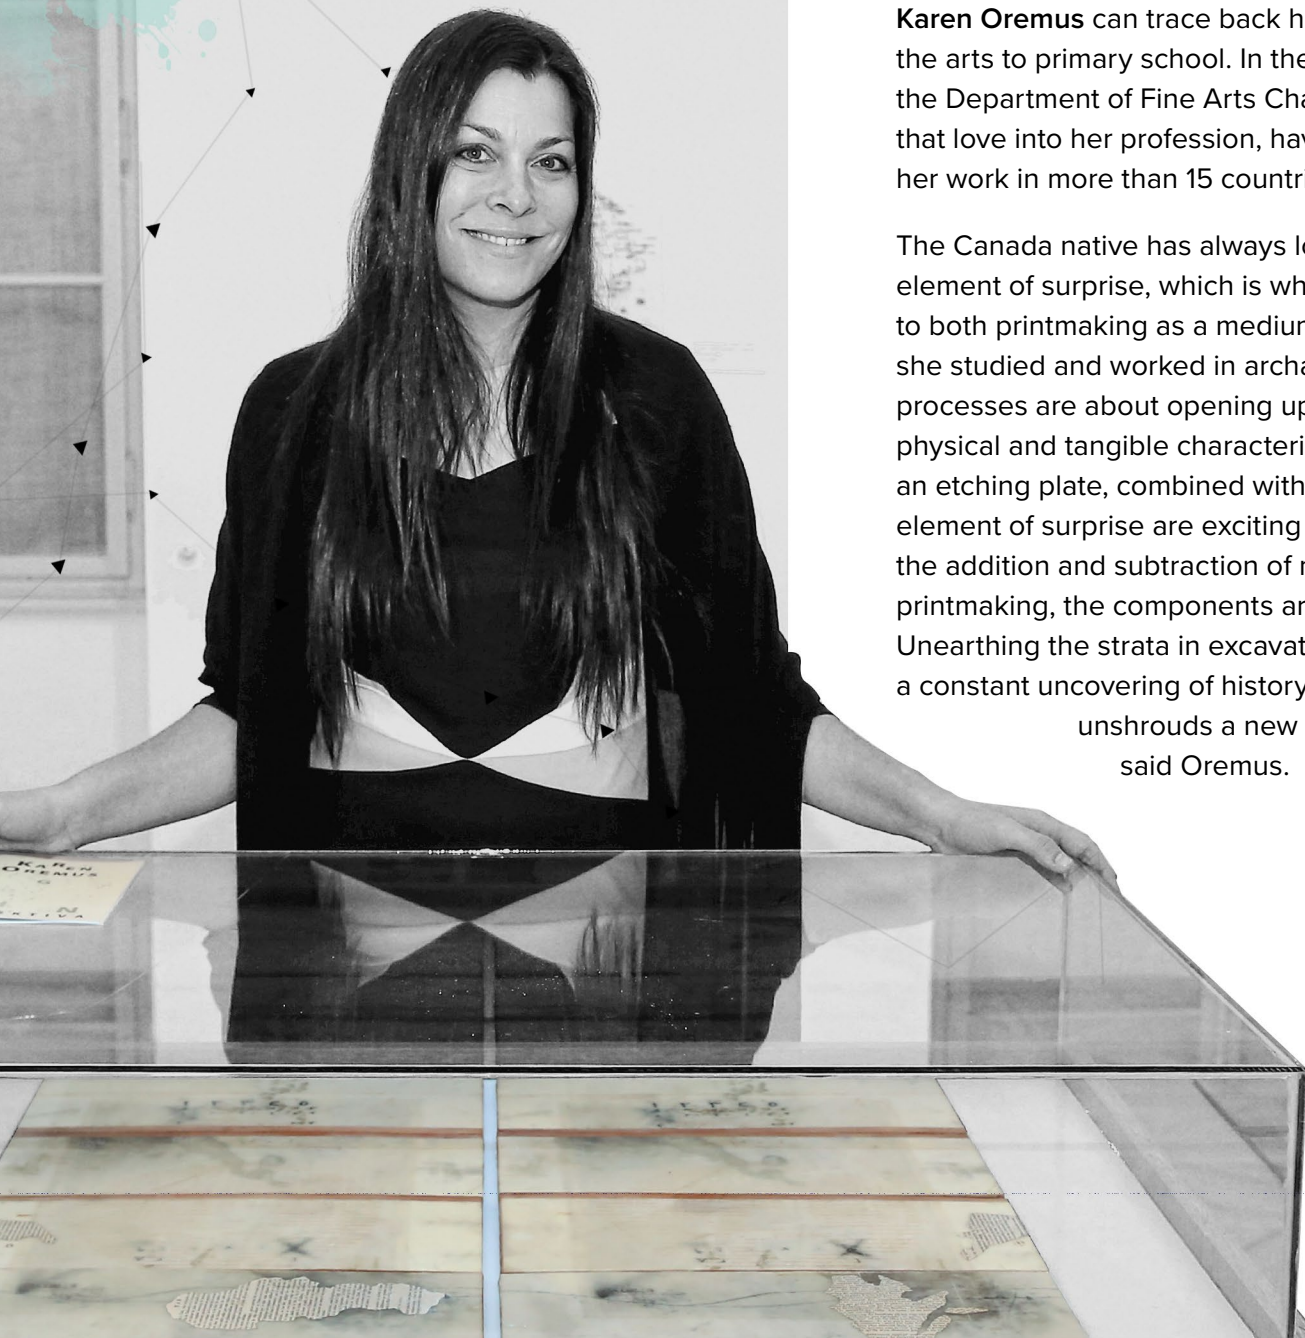 Karen Oremus can trace back h
the arts to primary school. In the
the Department of Fine Arts Cha
that love into her profession, hav
her work in more than 15 countri
The Canada native has always lo
element of surprise, which is wh
to both printmaking as a medium
she studied and worked in archa
processes are about opening up
physical and tangible characteri
an etching plate, combined with
element of surprise are exciting
the addition and subtraction of
printmaking, the components ar
Unearthing the strata in excavat
a constant uncovering of history
unshrouds a new
said Oremus.
KAREN
OREMUS